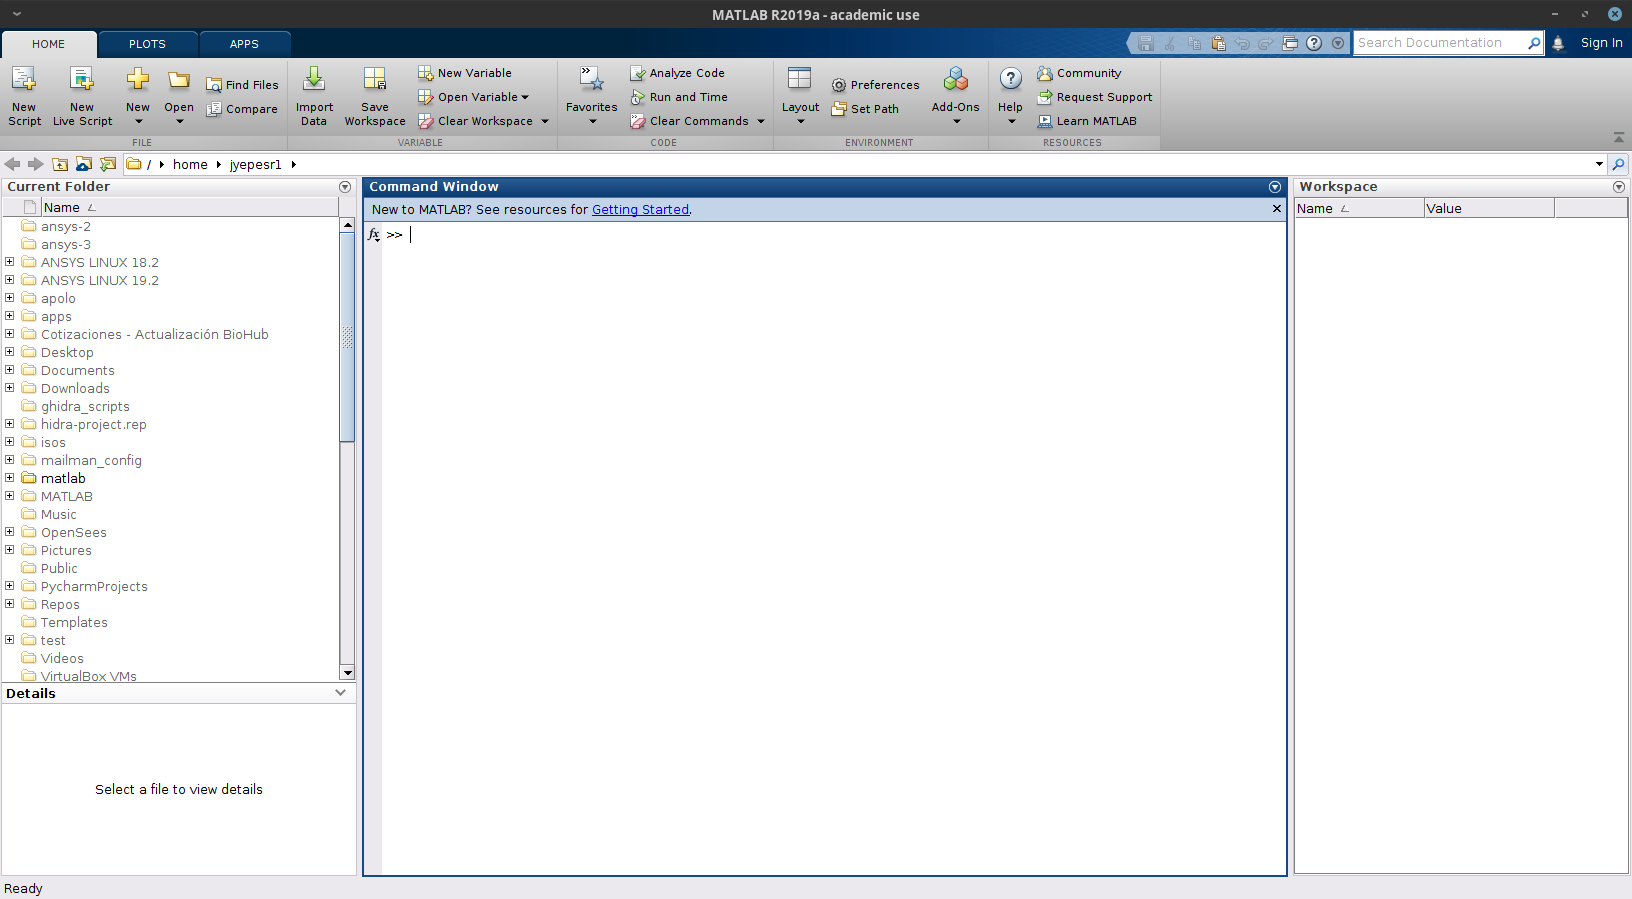 MATLAB R2019a - academic use
HOME
PLOTS
APPS
Search Documentation
Sign In
New
Script
New
Live Script
New
Open
Find Files
Compare
FILE
Import
Data
Save
Workspace
New Variable
Open Variable
Clear Workspace
VARIABLE
Favorites
Analyze Code
Run and Time
Clear Commands
CODE
Layout
Preferences
Set Path
Add-Ons
ENVIRONMENT
Help
Community
Request Support
Learn MATLAB
RESOURCES
/ home jyepesr1
Current Folder
Name
ansys-2
ansys-3
ANSYS LINUX 18.2
ANSYS LINUX 19.2
apolo
apps
Cotizaciones - Actualización BioHub
Desktop
Documents
Downloads
ghidra_scripts
hidra-project.rep
isos
mailman_config
matlab
MATLAB
Music
OpenSees
Pictures
Public
PycharmProjects
Repos
Templates
test
Videos
VirtualBox VMs
Details
Select a file to view details
Command Window
New to MATLAB? See resources for Getting Started.
fx >>
Workspace
Name Value
Ready